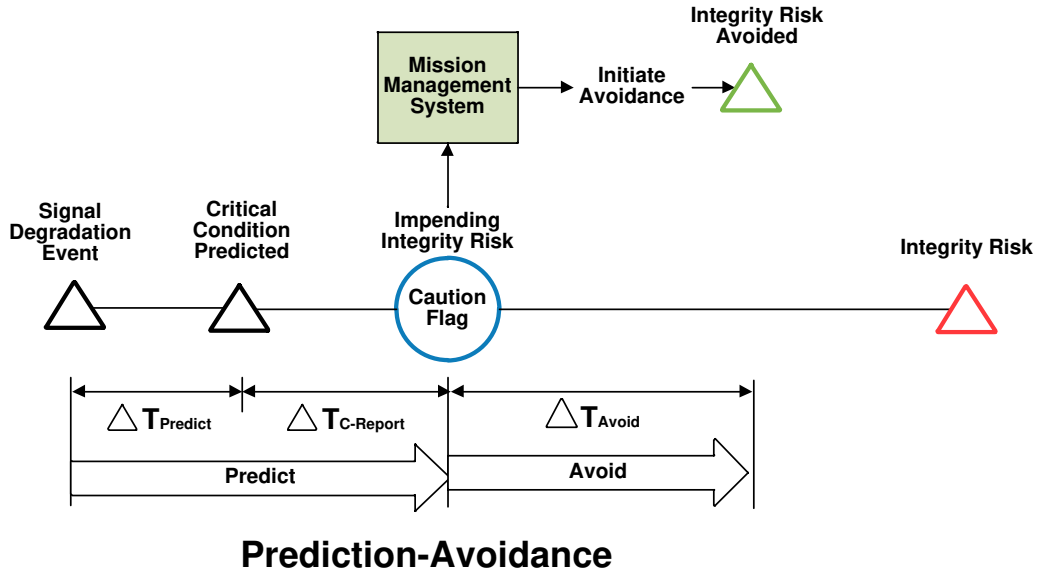 Integrity Risk
Avoided
Mission
Management
System
Initiate
Avoidance
Signal
Degradation
Event
Critical
Condition
Predicted
Impending
Integrity Risk
Integrity Risk
Caution
Flag
△ TPredict
△ TC-Report
△ TAvoid
Predict
Avoid
Prediction-Avoidance